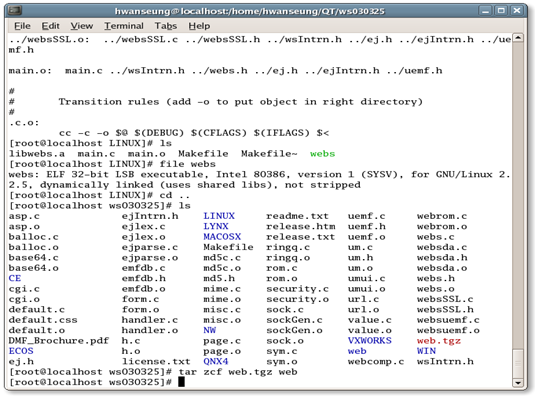 hwanseung@localhost:/home/hwanseung/QT/ws030325
File Edit View Terminal Tabs Help
../websSSL.o:  ../websSSL.c ../websSSL.h ../wsIntrn.h ../ej.h ../ejIntrn.h ../ue
mf.h
main.o:  main.c ../wsIntrn.h ../webs.h ../ej.h ../ejIntrn.h ../uemf.h
#
#       Transition rules (add -o to put object in right directory)
#
.c.o:
        cc -c -o $@ $(DEBUG) $(CFLAGS) $(IFLAGS) $<
[root@localhost LINUX]# ls
libwebs.a  main.c  main.o  Makefile  Makefile~  webs
[root@localhost LINUX]# file webs
webs: ELF 32-bit LSB executable, Intel 80386, version 1 (SYSV), for GNU/Linux 2.
2.5, dynamically linked (uses shared libs), not stripped
[root@localhost LINUX]# cd ..
[root@localhost ws030325]# ls
asp.c            ejIntrn.h    LINUX     readme.txt   uemf.c      webrom.c
asp.o            ejlex.c      LYNX      release.htm  uemf.h      webrom.o
balloc.c         ejlex.o      MACOSX    release.txt  uemf.o      webs.c
balloc.o         ejparse.c    Makefile  ringq.c      um.c        websda.c
base64.c         ejparse.o    md5c.c    ringq.o      um.h        websda.h
base64.o         emfdb.c      md5c.o    rom.c        um.o        websda.o
CE               emfdb.h      md5.h     rom.o        umui.c      webs.h
cgi.c            emfdb.o      mime.c    security.c   umui.o      webs.o
cgi.o            form.c       mime.o    security.o   url.c       websSSL.c
default.c        form.o       misc.c    sock.c       url.o       websSSL.h
default.css      handler.c    misc.o    sockGen.c    value.c     websuemf.c
default.o        handler.o    NW        sockGen.o    value.o     websuemf.o
DMF_Brochure.pdf h.c          page.c    sock.o       VXWORKS     web.tgz
ECOS             h.o          page.o    sym.c        web         WIN
ej.h             license.txt  QNX4      sym.o        webcomp.c   wsIntrn.h
[root@localhost ws030325]# tar zcf web.tgz web
[root@localhost ws030325]#